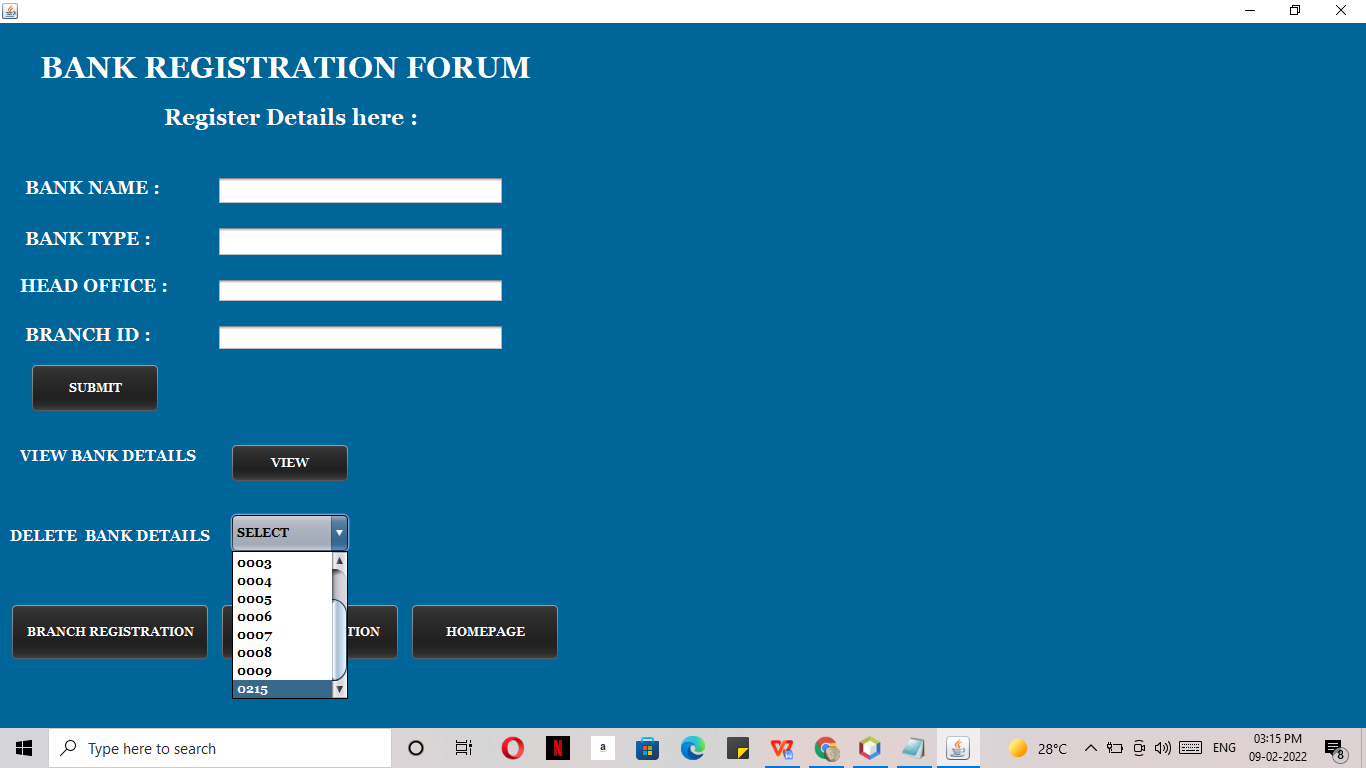 BANK REGISTRATION FORUM
Register Details here :
BANK NAME :
BANK TYPE :
HEAD OFFICE :
BRANCH ID :
SUBMIT
VIEW BANK DETAILS
VIEW
DELETE BANK DETAILS
SELECT
0003
0004
0005
0006
0007
0008
0009
0215
BRANCH REGISTRATION
TION
HOMEPAGE
Type here to search
N
a
W
28°C
ENG
03:15 PM
09-02-2022
8